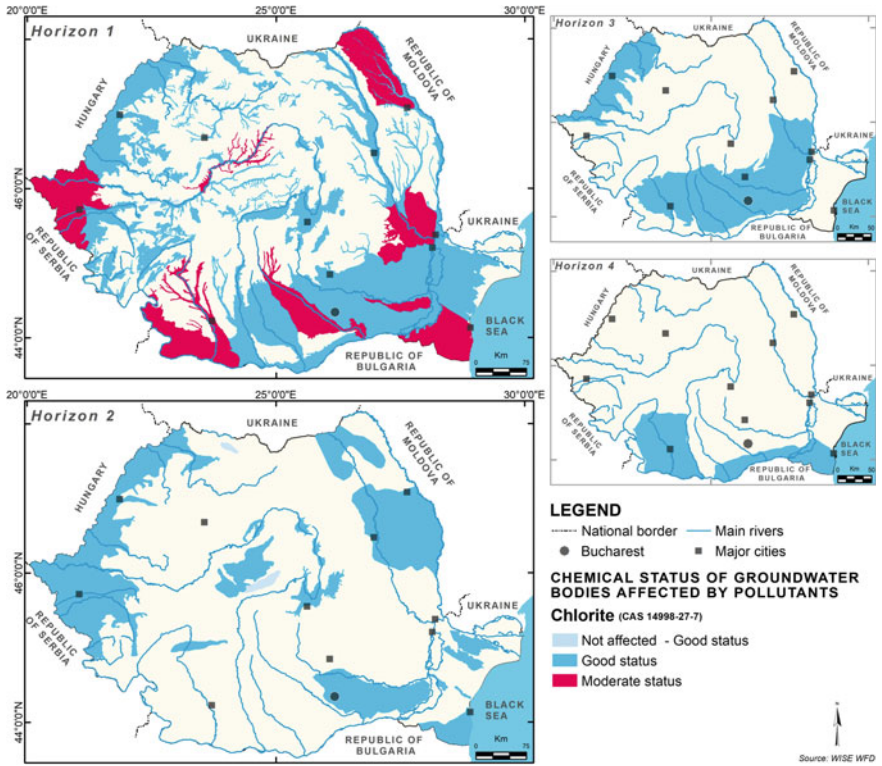 20°0'0"E
25°0'0"E
30°0'0"E
Horizon 1
UKRAINE
REPUBLIC OF
MOLDOVA
HUNGARY
46°0'0"N
REPUBLIC
OF SERBIA
UKRAINE
44°0'0"N
BLACK
SEA
REPUBLIC OF
BULGARIA
Km
0 75
20°0'0"E
25°0'0"E
30°0'0"E
Horizon 2
UKRAINE
REPUBLIC OF
MOLDOVA
HUNGARY
46°0'0"N
REPUBLIC
OF SERBIA
UKRAINE
44°0'0"N
BLACK
SEA
REPUBLIC OF
BULGARIA
Km
0 75
Horizon 3
UKRAINE
REPUBLIC OF
MOLDOVA
HUNGARY
REPUBLIC
OF SERBIA
UKRAINE
BLACK
SEA
REPUBLIC OF
BULGARIA
Km
0 50
Horizon 4
UKRAINE
REPUBLIC OF
MOLDOVA
HUNGARY
REPUBLIC
OF SERBIA
UKRAINE
BLACK
SEA
REPUBLIC OF
BULGARIA
Km
0 50
LEGEND
National border Main rivers
Bucharest Major cities
CHEMICAL STATUS OF GROUNDWATER
BODIES AFFECTED BY POLLUTANTS
Chlorite (CAS 14998-27-7)
Not affected - Good status
Good status
Moderate status
Source: WISE WFD